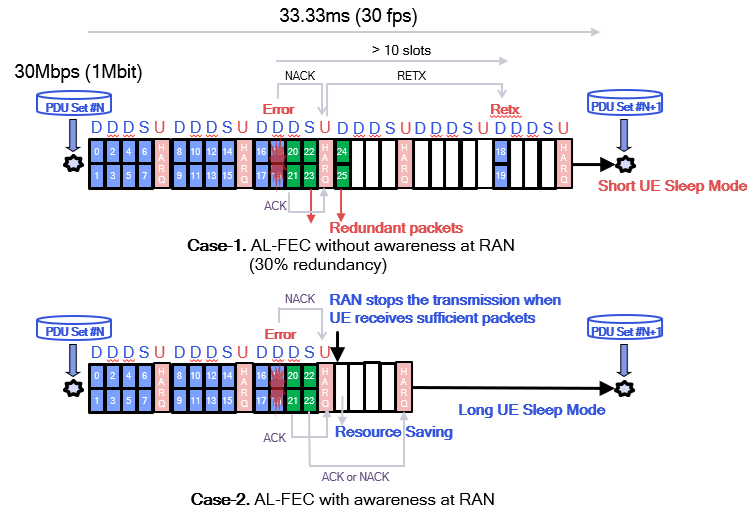 33.33ms (30 fps)
> 10 slots
30Mbps (1Mbit)
NACK
RETX
PDU Set #N
Error
Retx
PDU Set #N+1
D D D S U D D D S U D D D S U D D D S U D D D S U D D D S U
0 2 4 6 8 10 12 14 16 20 22 24 18
1 3 5 7 9 11 13 15 17 21 23 25 19
HARQ HARQ HARQ HARQ HARQ HARQ
Short UE Sleep Mode
ACK
Redundant packets
Case-1. AL-FEC without awareness at RAN
(30% redundancy)
NACK
RAN stops the transmission when
UE receives sufficient packets
PDU Set #N
Error
PDU Set #N+1
D D D S U D D D S U D D D S U
0 2 4 6 8 10 12 14 16 20 22
1 3 5 7 9 11 13 15 17 21 23
HARQ HARQ HARQ HARQ
Long UE Sleep Mode
ACK
Resource Saving
ACK or NACK
Case-2. AL-FEC with awareness at RAN